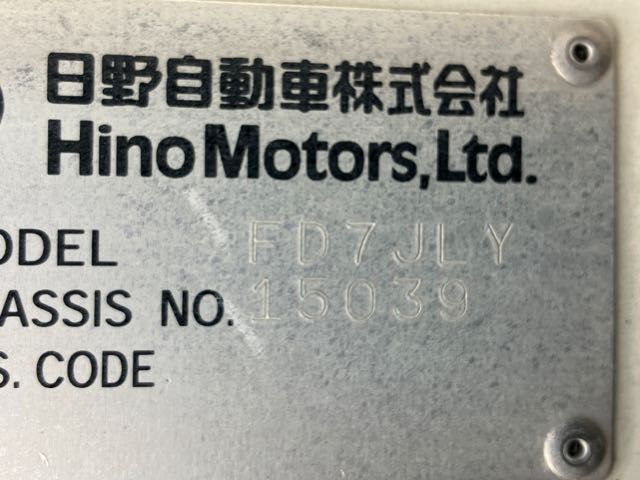 日野自動車株式会社
Hino Motors, Ltd.
ODEL FD7JLY
ASSIS NO. 15039
S. CODE